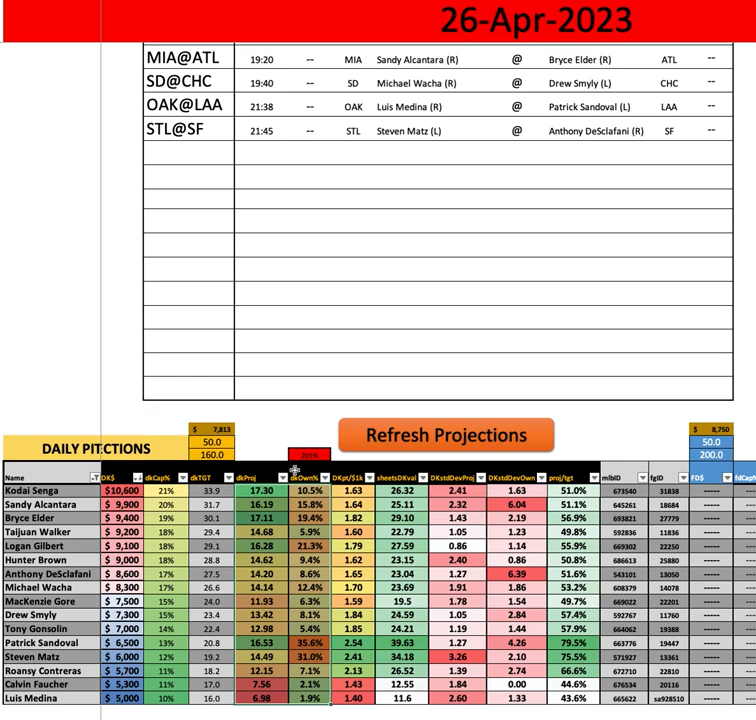 26-Apr-2023
MIA@ATL 19:20 -- MIA Sandy Alcantara (R) @ Bryce Elder (R) ATL --
SD@CHC 19:40 -- SD Michael Wacha (R) @ Drew Smyly (L) CHC --
OAK@LAA 21:38 -- OAK Luis Medina (R) @ Patrick Sandoval (L) LAA --
STL@SF 21:45 -- STL Steven Matz (L) @ Anthony DeSclafani (R) SF --
$ 7,813 Refresh Projections $ 8,750
DAILY PITCTIONS 50.0 50.0
160.0 200.0
Name DK$ dkCap% dkTGT dkProj dkOwn% DKpt/$1k sheetsDKval DKstdDevProj DKstdDevOwn proj/tgt mlbID fgID FD$
Kodai Senga $10,600 21% 33.9 17.30 10.5% 1.63 26.32 2.41 1.63 51.0% 673540 31838 -----
Sandy Alcantara $ 9,900 20% 31.7 16.19 15.8% 1.64 25.11 2.32 6.04 51.1% 645261 18684 -----
Bryce Elder $ 9,400 19% 30.1 17.11 19.4% 1.82 29.10 1.43 2.19 56.9% 693821 27779 -----
Taijuan Walker $ 9,200 18% 29.4 14.68 5.9% 1.60 22.79 1.05 1.23 49.8% 592836 11836 -----
Logan Gilbert $ 9,100 18% 29.1 16.28 21.3% 1.79 27.59 0.86 1.14 55.9% 669302 22250 -----
Hunter Brown $ 9,000 18% 28.8 14.62 9.4% 1.62 23.15 2.40 0.86 50.8% 686613 25880 -----
Anthony DeSclafani $ 8,600 17% 27.5 14.20 8.6% 1.65 23.04 1.27 6.39 51.6% 543101 13050 -----
Michael Wacha $ 8,300 17% 26.6 14.14 12.4% 1.70 23.69 1.91 1.86 53.2% 608379 14078 -----
MacKenzie Gore $ 7,500 15% 24.0 11.93 6.3% 1.59 19.5 1.78 1.54 49.7% 669022 22201 -----
Drew Smyly $ 7,300 15% 23.4 13.42 8.1% 1.84 24.59 1.05 2.84 57.4% 592767 11760 -----
Tony Gonsolin $ 7,000 14% 22.4 12.98 5.4% 1.85 24.21 1.19 1.44 57.9% 664062 19388 -----
Patrick Sandoval $ 6,500 13% 20.8 16.53 35.6% 2.54 39.63 1.27 4.26 79.5% 663776 19447 -----
Steven Matz $ 6,000 12% 19.2 14.49 31.0% 2.41 34.18 3.26 2.10 75.5% 571927 13361 -----
Roansy Contreras $ 5,700 11% 18.2 12.15 7.1% 2.13 26.52 1.39 2.74 66.6% 672710 22810 -----
Calvin Faucher $ 5,300 11% 17.0 7.56 2.1% 1.43 12.55 1.84 0.00 44.6% 676534 20116 -----
Luis Medina $ 5,000 10% 16.0 6.98 1.9% 1.40 11.6 2.60 1.33 43.6% 665622 sa928510 -----